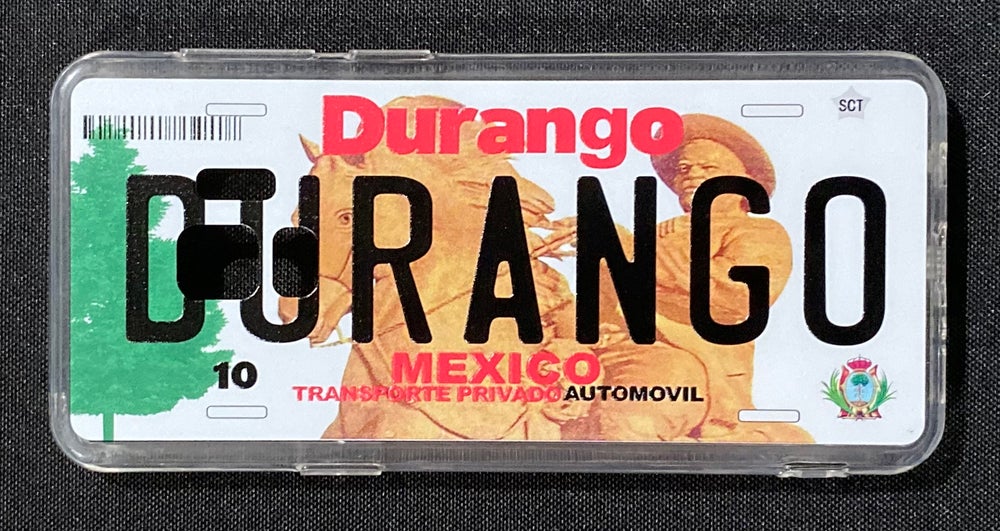 Durango
SCT
DURANGO
10
MEXICO
TRANSPORTE PRIVADO AUTOMOVIL